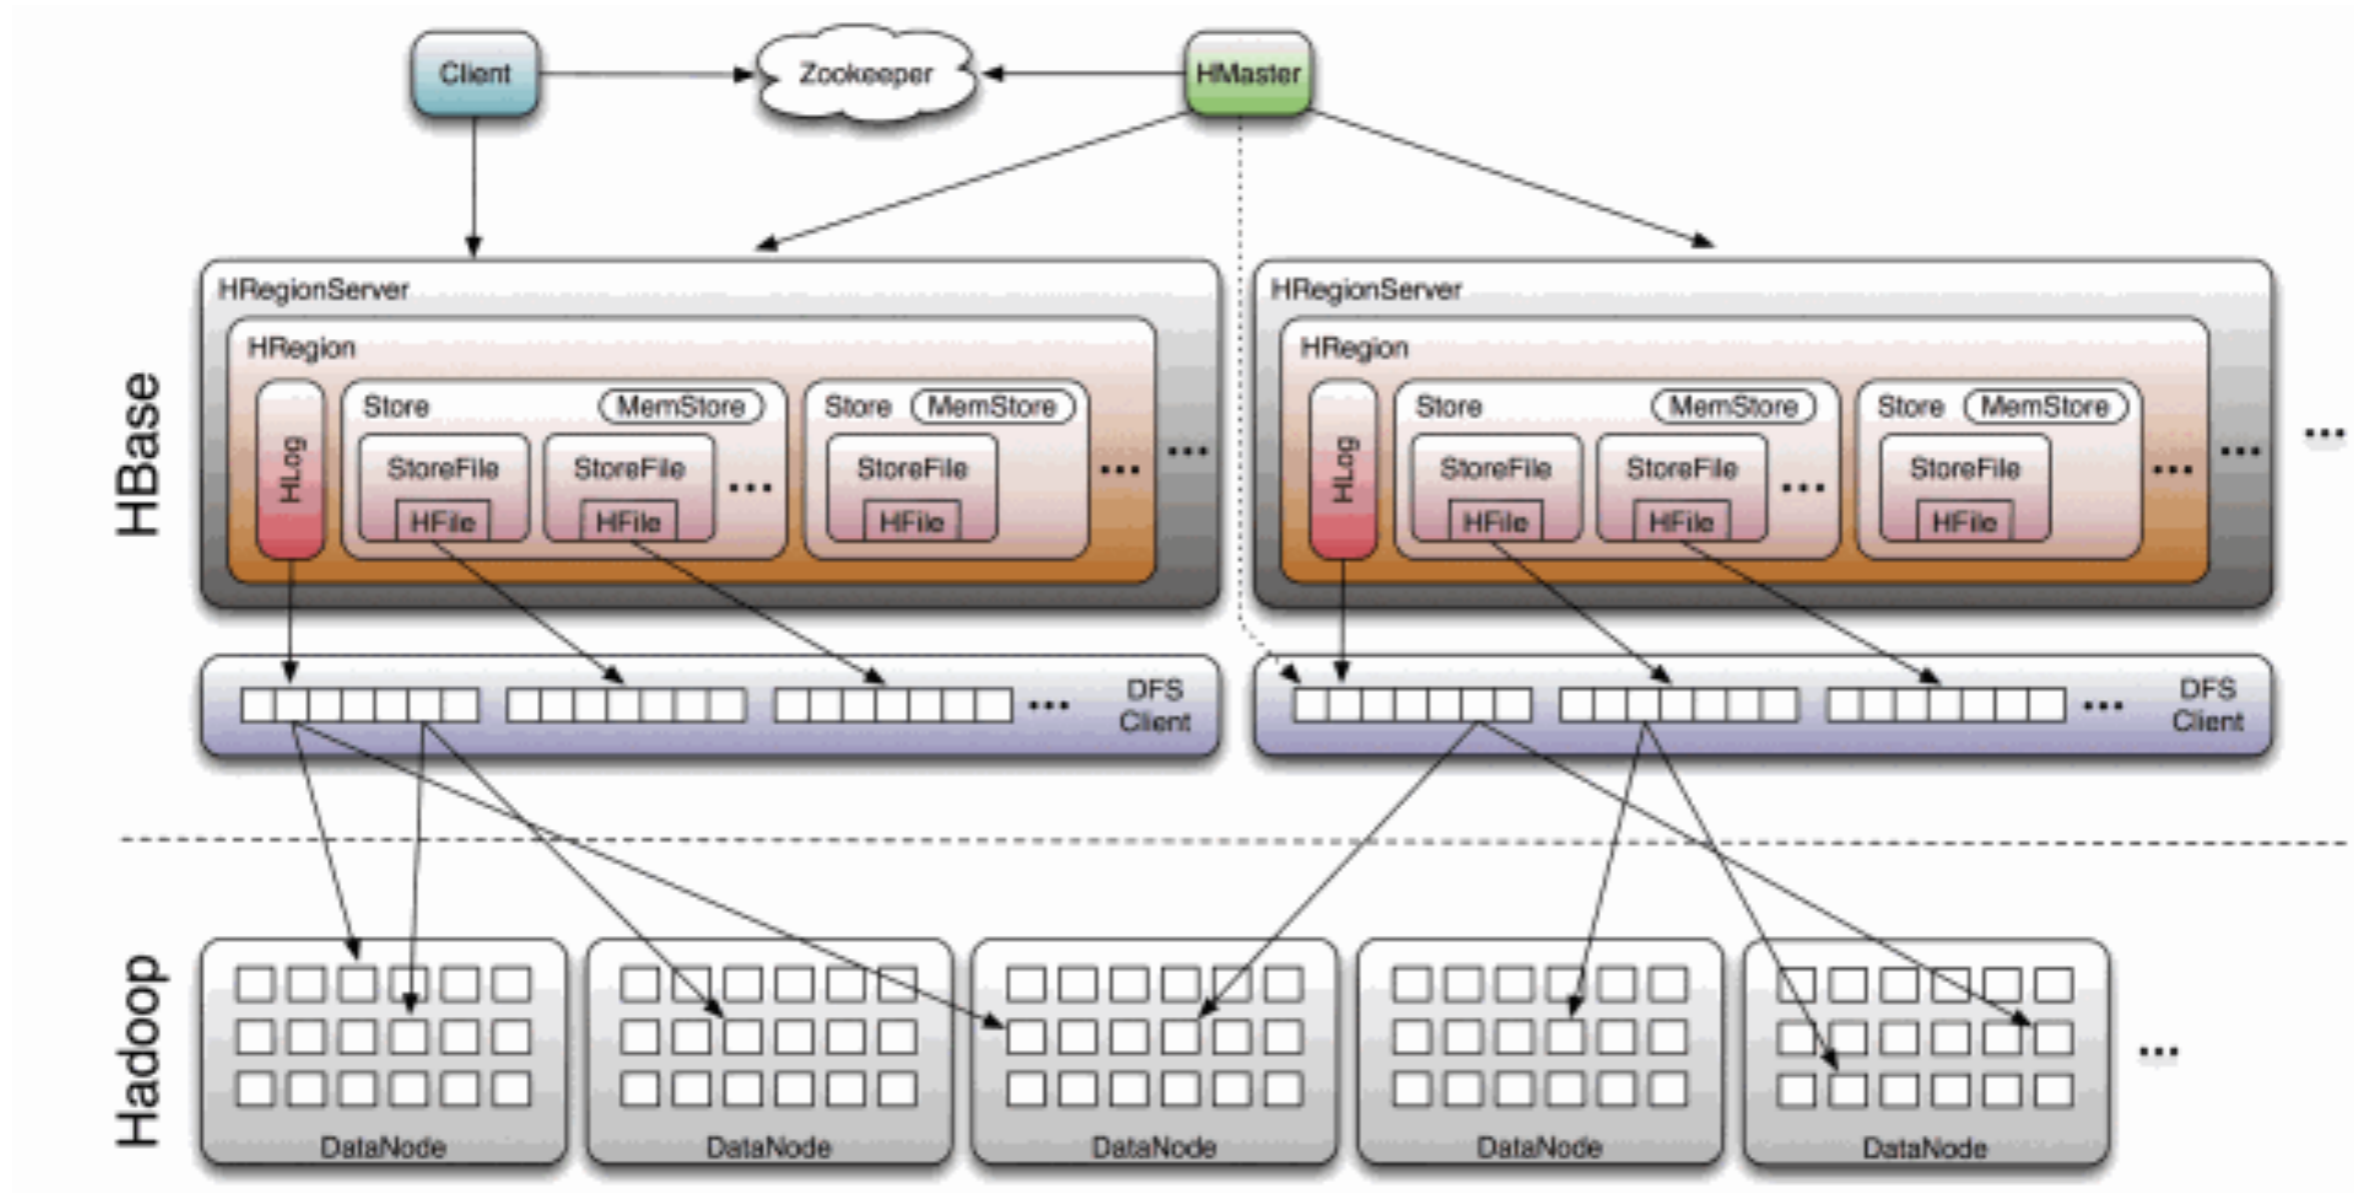 Client
Zookeeper
HMaster
HBase
HRegionServer
HRegion
HLog
Store
MemStore
StoreFile
HFile
StoreFile
HFile
...
Store
MemStore
StoreFile
HFile
...
...
HRegionServer
HRegion
HLog
Store
MemStore
StoreFile
HFile
StoreFile
HFile
...
Store
MemStore
StoreFile
HFile
...
...
...
...
DFS
Client
...
DFS
Client
Hadoop
DataNode
DataNode
DataNode
DataNode
DataNode
...